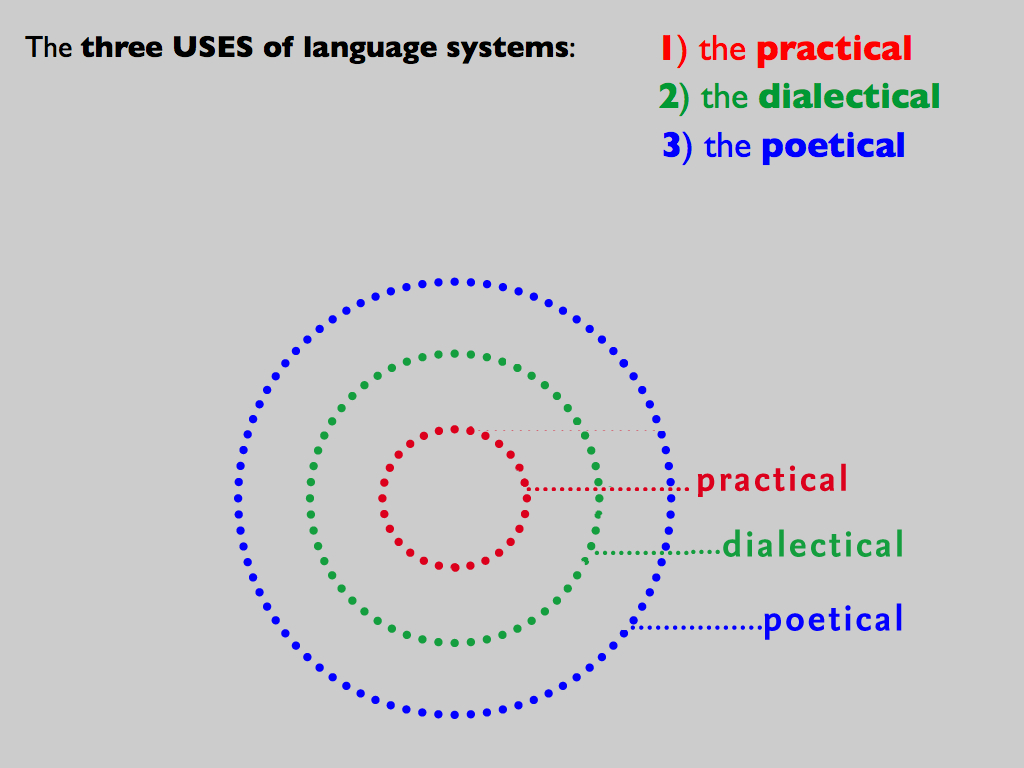 The three USES of language systems:
1) the practical
2) the dialectical
3) the poetical
practical
dialectical
poetical